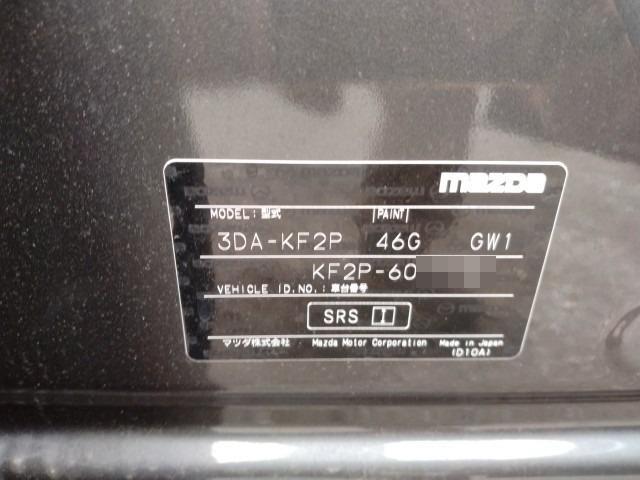 mazda
MODEL:型式 PAINT
3DA-KF2P 46G GW1
KF2P-60
VEHICLE ID.NO.:車台番号
SRS I
マツダ株式会社 Mazda Motor Corporation Made in Japan
(D10A)